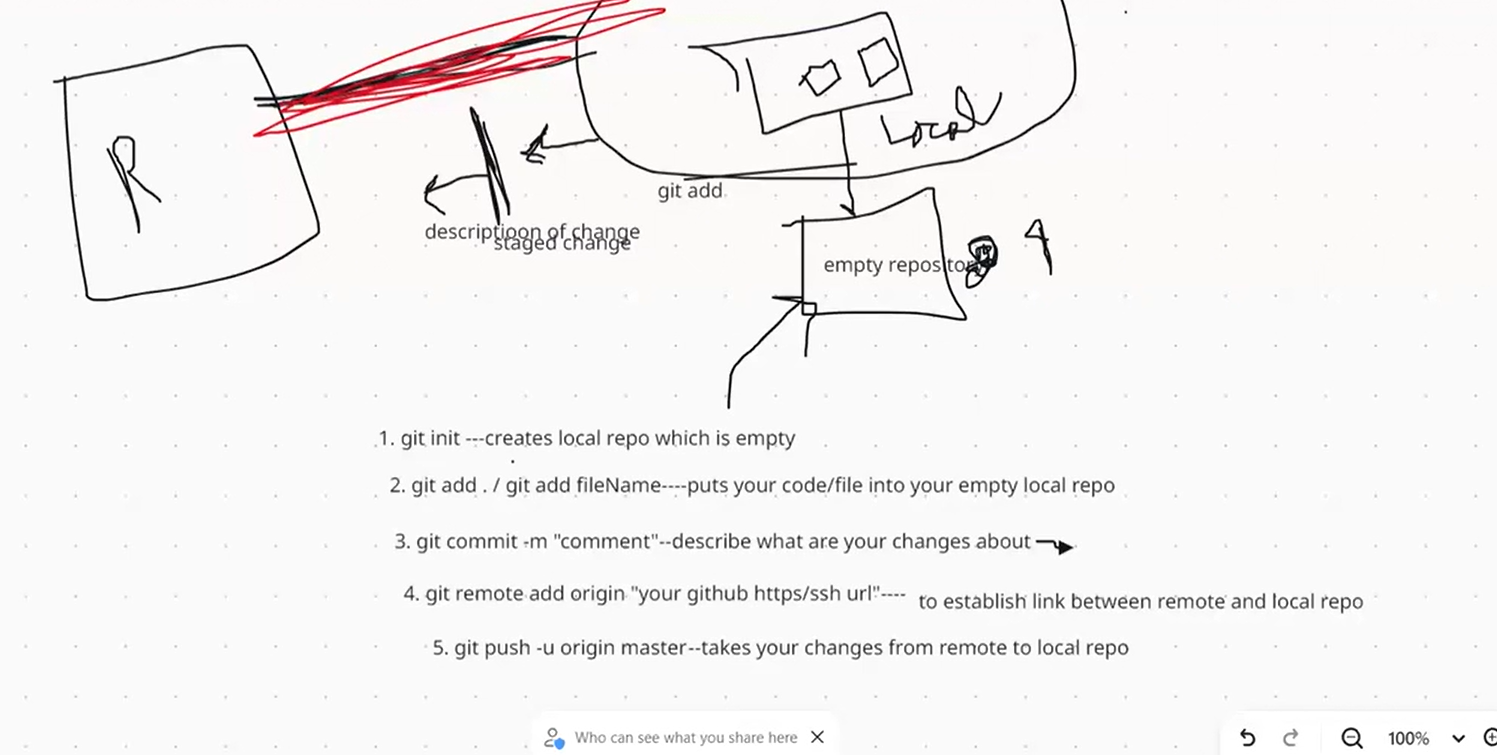 R
Local
git add
descriptioon of change
staged change
empty repository
4
1. git init ---creates local repo which is empty
2. git add . / git add fileName----puts your code/file into your empty local repo
3. git commit -m "comment"--describe what are your changes about
4. git remote add origin "your github https/ssh url"---- to establish link between remote and local repo
5. git push -u origin master--takes your changes from remote to local repo
Who can see what you share here
100%